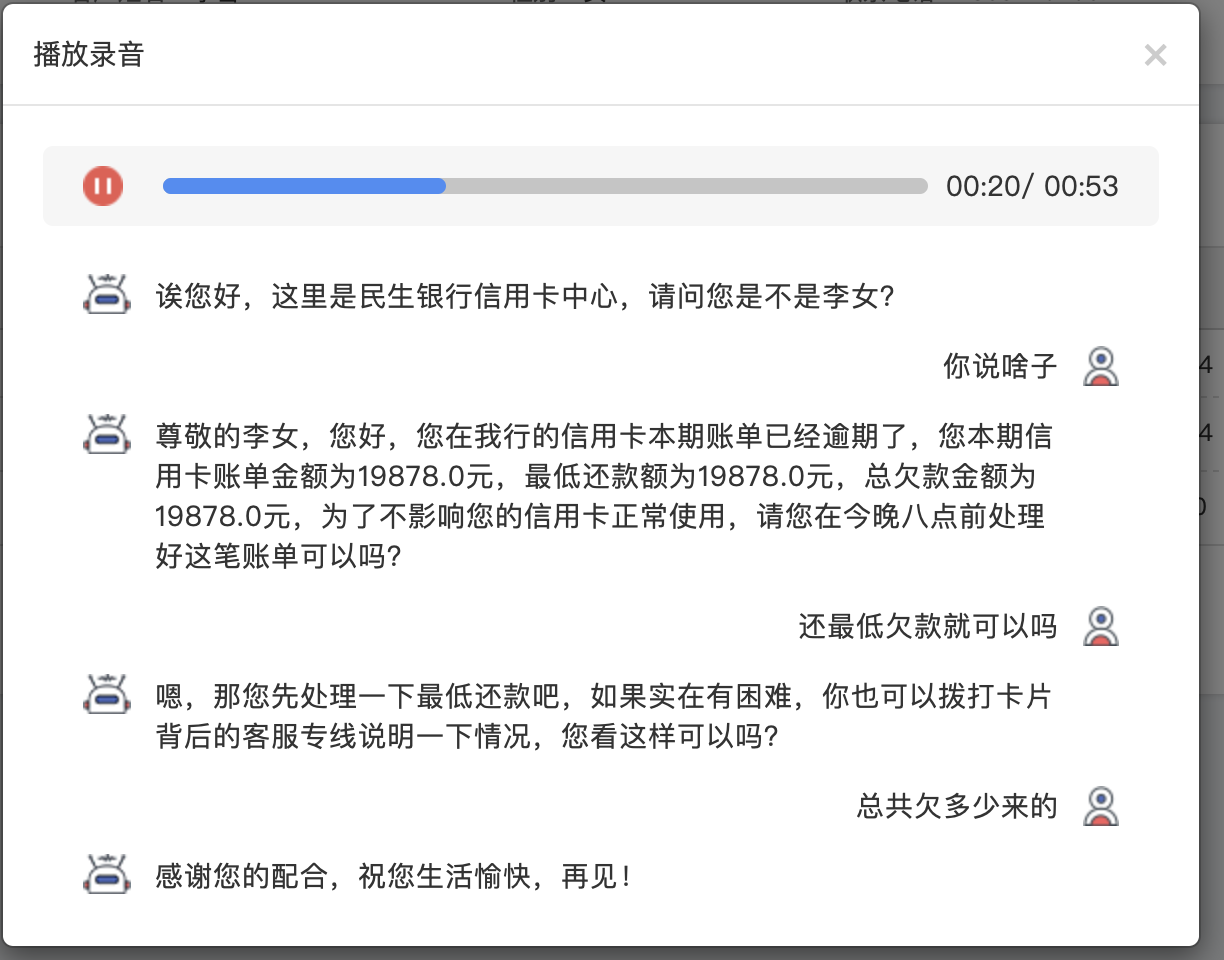 播放录音
×
00:20/ 00:53
诶您好，这里是民生银行信用卡中心，请问您是不是李女?
你说啥子
尊敬的李女，您好，您在我行的信用卡本期账单已经逾期了，您本期信
用卡账单金额为19878.0元，最低还款额为19878.0元，总欠款金额为
19878.0元，为了不影响您的信用卡正常使用，请您在今晚八点前处理
好这笔账单可以吗?
还最低欠款就可以吗
嗯，那您先处理一下最低还款吧，如果实在有困难，你也可以拨打卡片
背后的客服专线说明一下情况，您看这样可以吗?
总共欠多少来的
感谢您的配合，祝您生活愉快，再见！
4
4